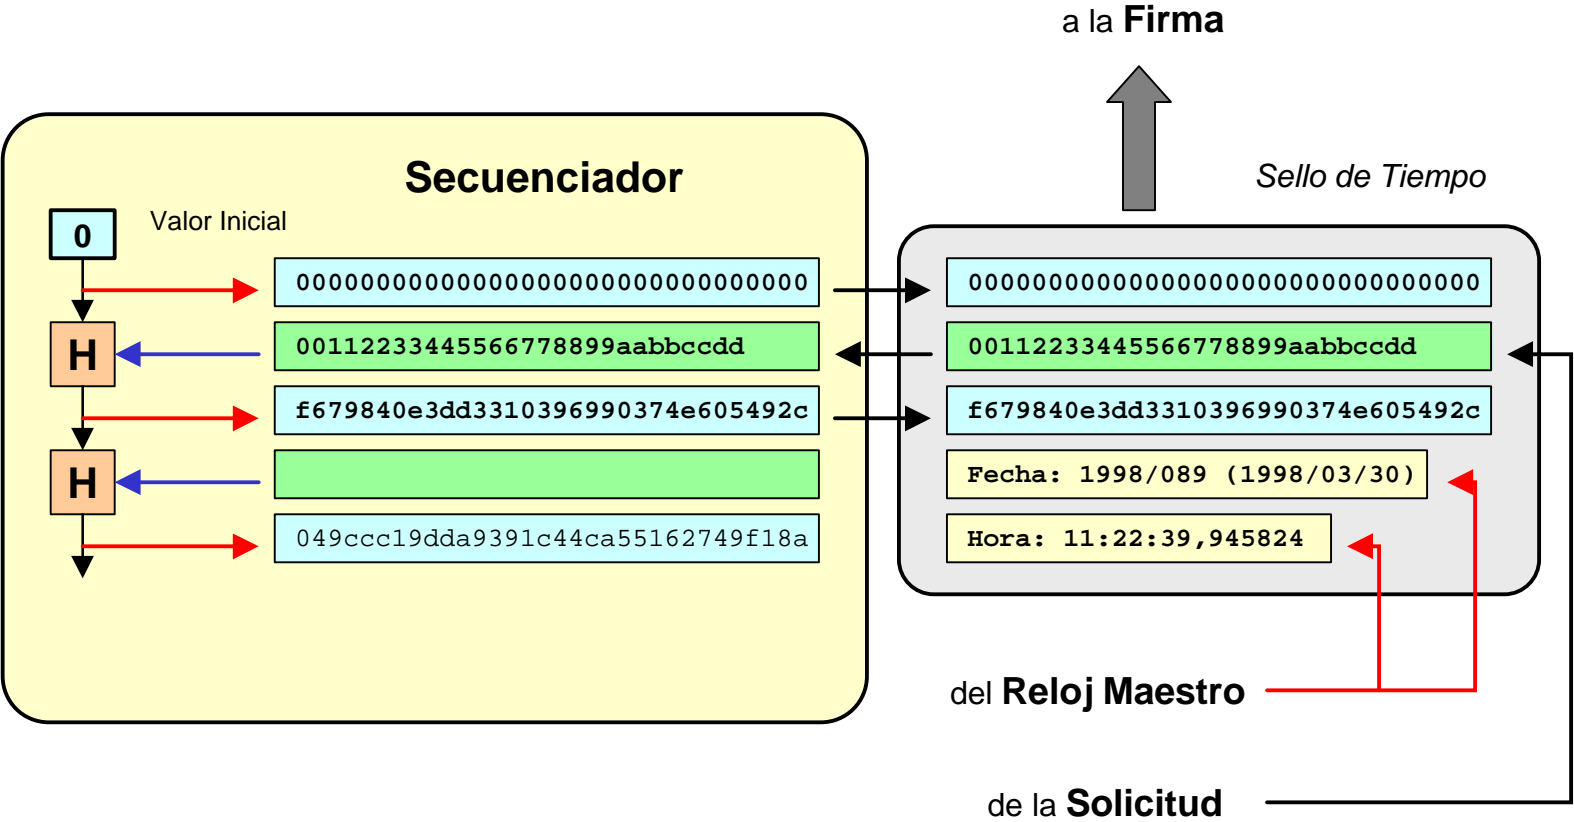 a la Firma
Secuenciador
Sello de Tiempo
0
Valor Inicial
00000000000000000000000000000000
00000000000000000000000000000000
H
00112233445566778899aabbccdd
00112233445566778899aabbccdd
f679840e3dd3310396990374e605492c
f679840e3dd3310396990374e605492c
H
Fecha: 1998/089 (1998/03/30)
049ccc19dda9391c44ca55162749f18a
Hora: 11:22:39,945824
del Reloj Maestro
de la Solicitud